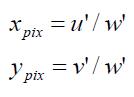 x_pix = u' / w'
y_pix = v' / w'